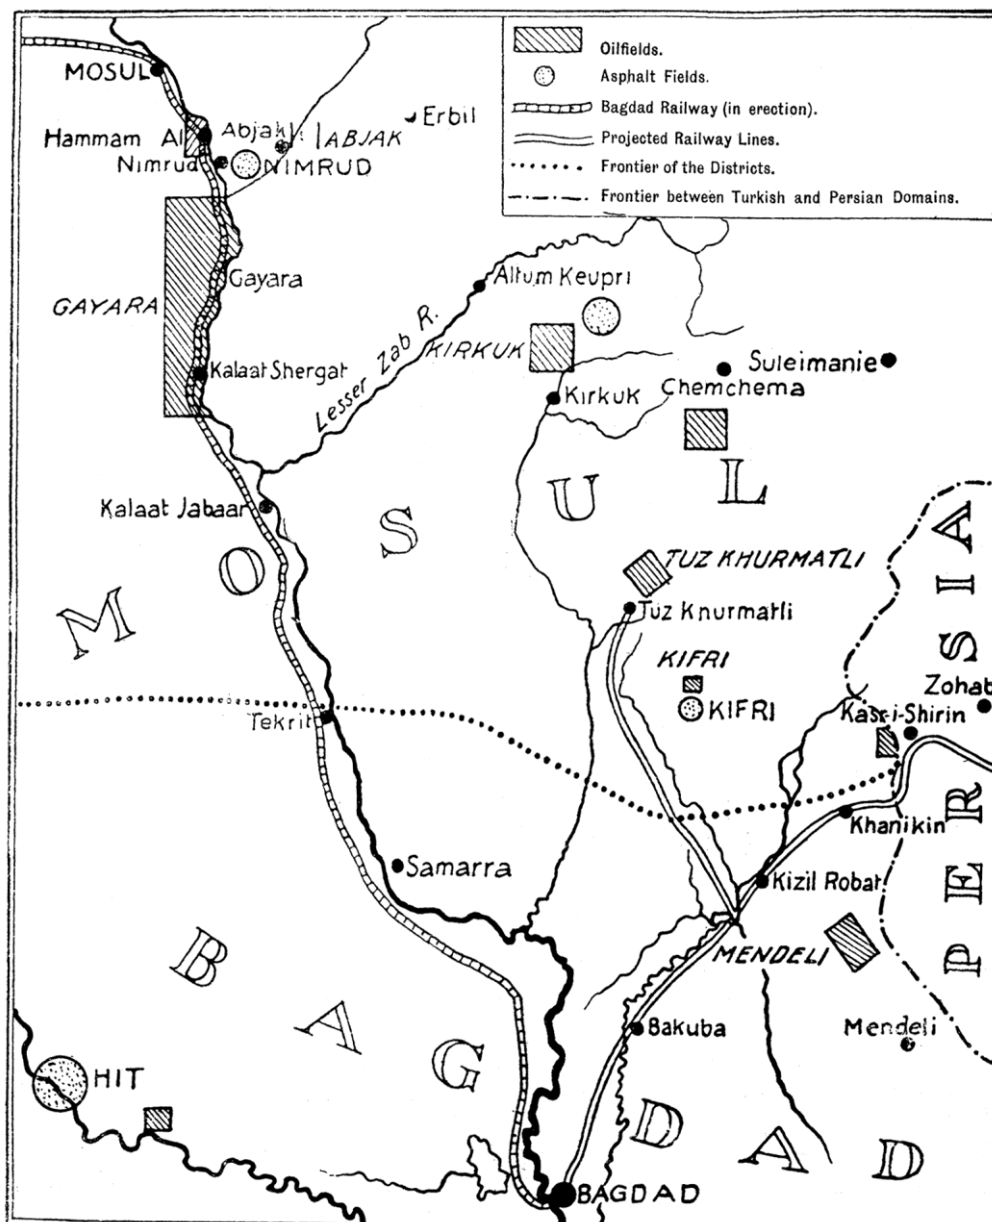 Oilfields.
Asphalt Fields.
Bagdad Railway (in erection).
Projected Railway Lines.
Frontier of the Districts.
Frontier between Turkish and Persian Domains.
MOSUL
Hammam Al
Abjak
ABJAK
Erbil
Nimrud
NIMRUD
GAYARA
Gayara
Altum Keupri
Lesser Zab R.
KIRKUK
Kalaat Shergat
Kirkuk
Suleimanie
Chemchema
Kalaat Jabaar
MOSUL
TUZ KHURMATLI
Tuz Knurmatli
KIFRI
KIFRI
PERSIA
Zohab
Kasri-Shirin
Tekrit
Khanikin
Samarra
Kizil Robat
MENDELI
Bakuba
Mendeli
HIT
BAGDAD
BAGDAD